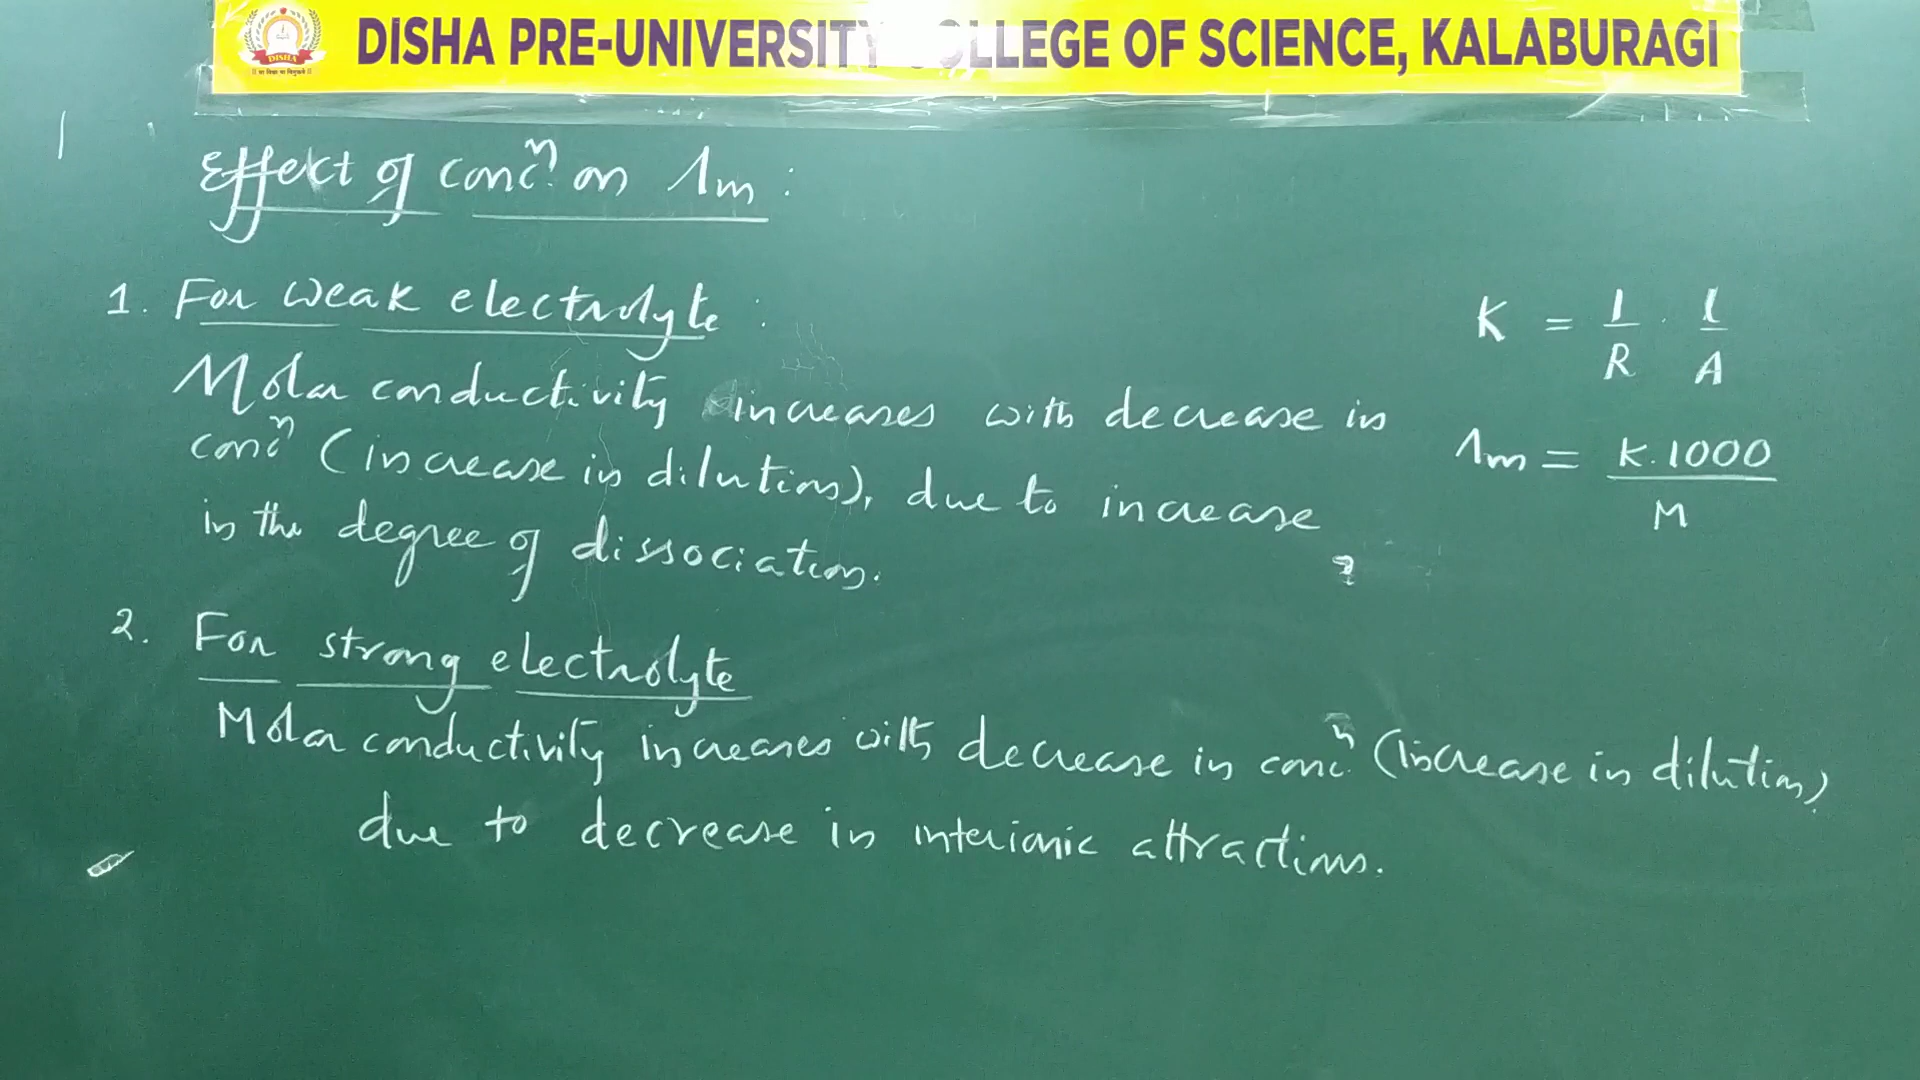 DISHA PRE-UNIVERSITY COLLEGE OF SCIENCE, KALABURAGI
DISHA
Effect of concⁿ. on Λm :
1. For weak electrolyte :
Molar conductivity increases with decrease in
concⁿ (increase in dilution), due to increase
in the degree of dissociation.
K = 1/R · l/A
Λm = K.1000/M
2. For strong electrolyte
Molar conductivity increases with decrease in concⁿ. (increase in dilution)
due to decrease in interionic attractions.